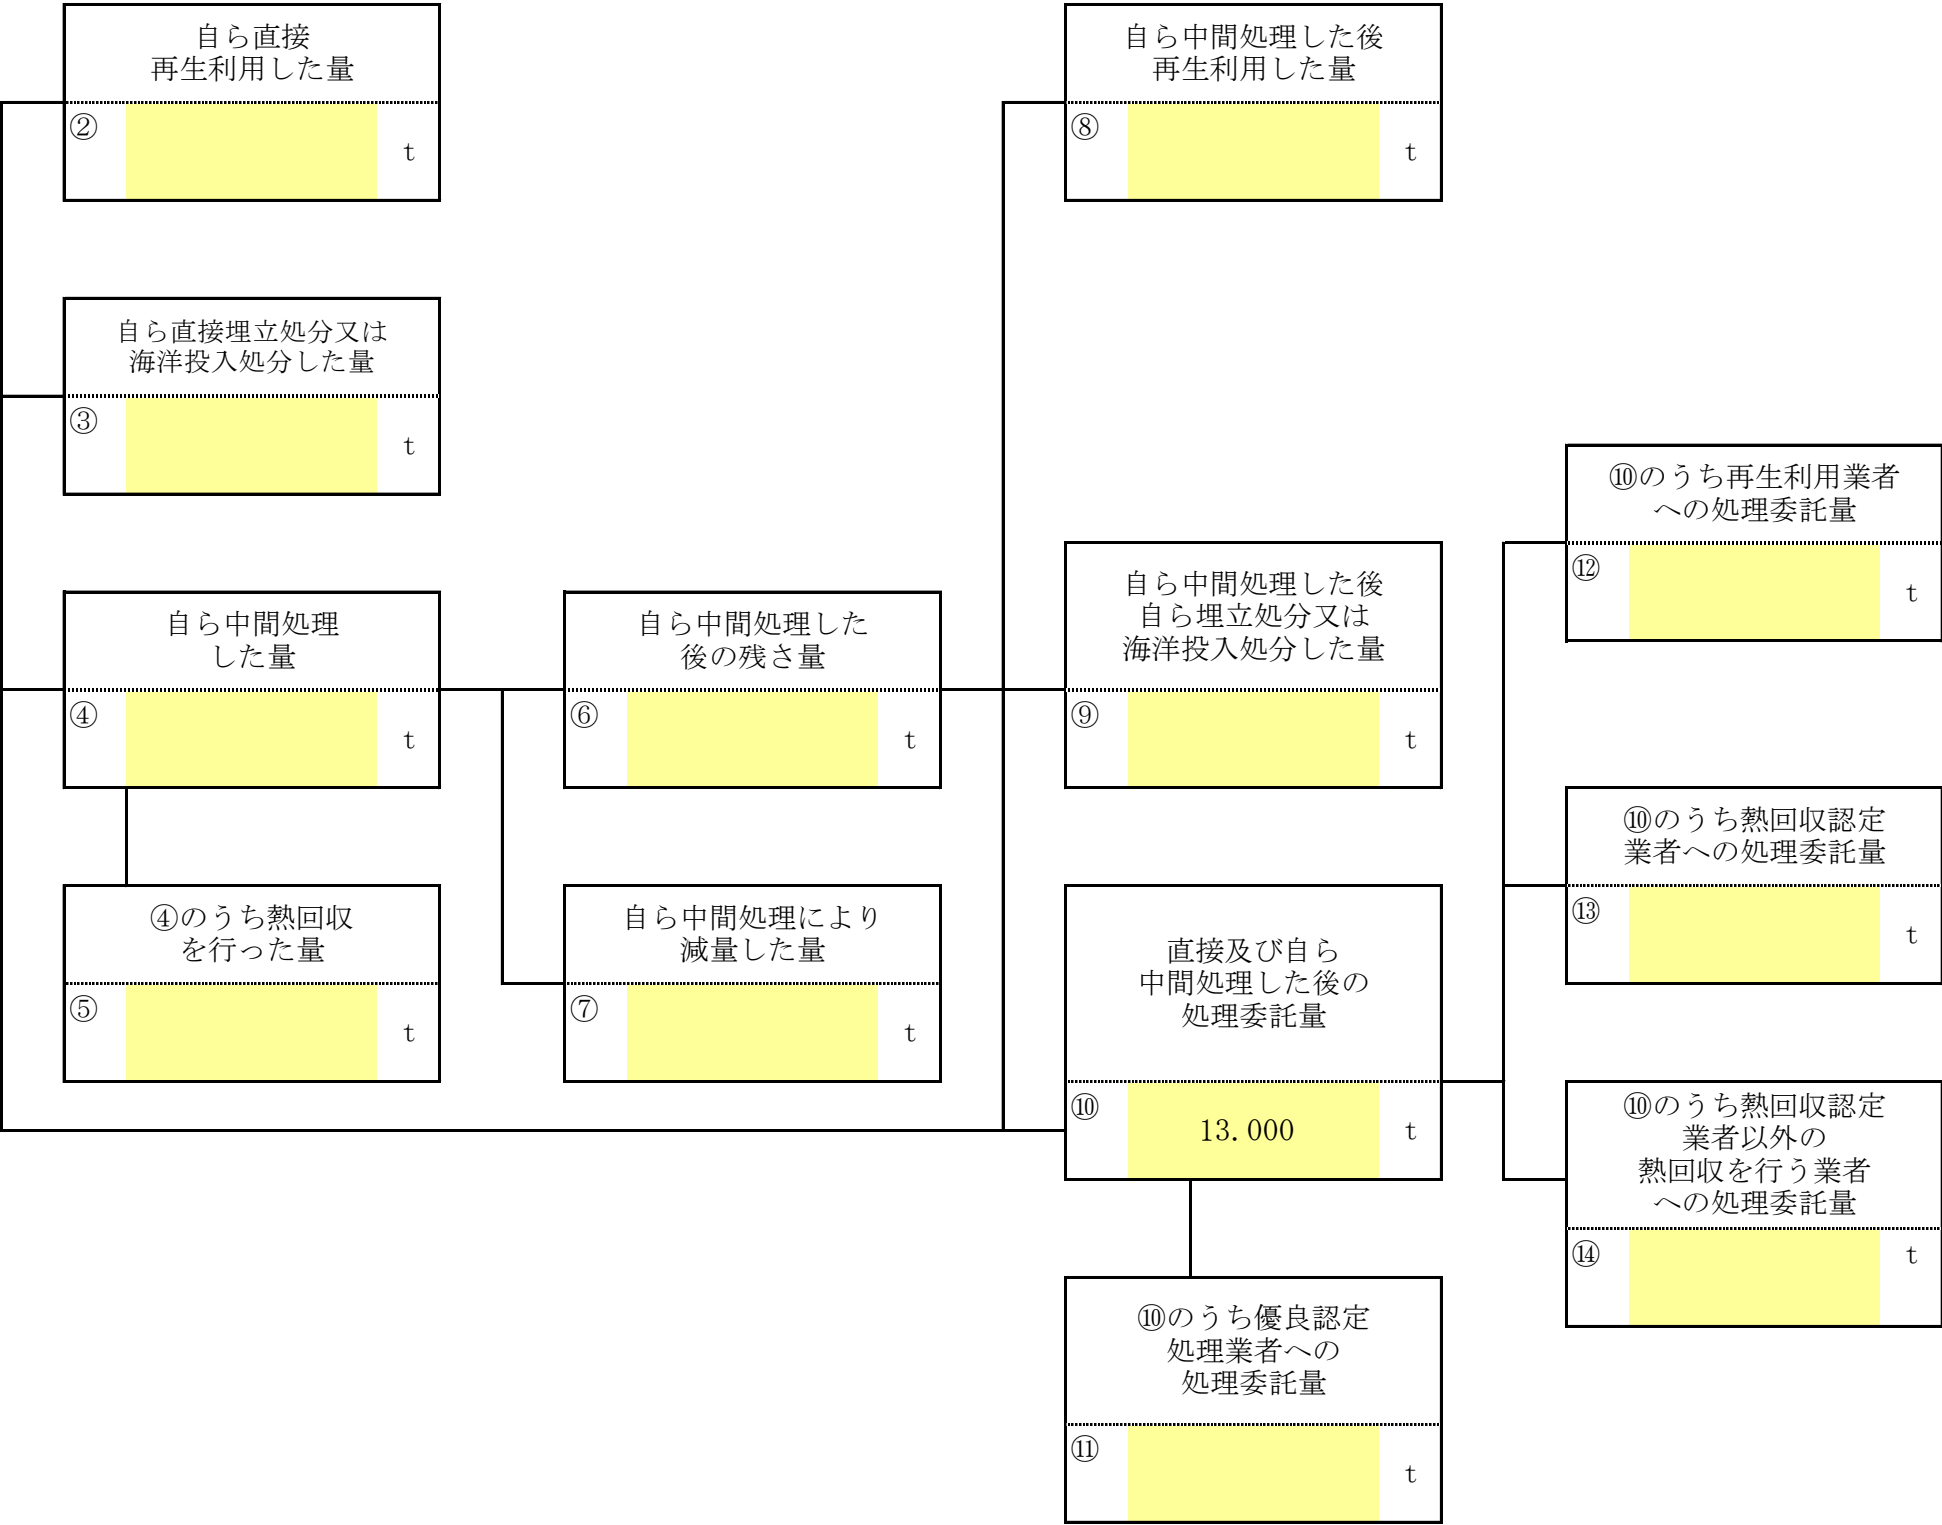 自ら直接
再生利用した量
②
t
自ら中間処理した後
再生利用した量
⑧
t
自ら直接埋立処分又は
海洋投入処分した量
③
t
⑩のうち再生利用業者
への処理委託量
⑫
t
自ら中間処理
した量
④
t
自ら中間処理した
後の残さ量
⑥
t
自ら中間処理した後
自ら埋立処分又は
海洋投入処分した量
⑨
t
⑩のうち熱回収認定
業者への処理委託量
⑬
t
④のうち熱回収
を行った量
⑤
t
自ら中間処理により
減量した量
⑦
t
直接及び自ら
中間処理した後の
処理委託量
⑩ 13.000 t
⑩のうち熱回収認定
業者以外の
熱回収を行う業者
への処理委託量
⑭
t
⑩のうち優良認定
処理業者への
処理委託量
⑪
t